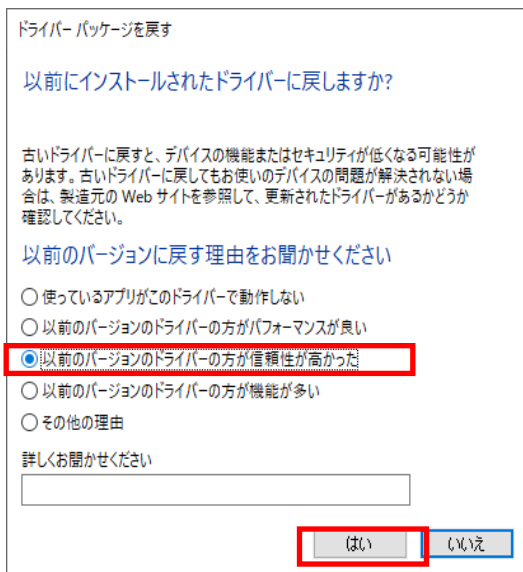 ドライバー パッケージを戻す
以前にインストールされたドライバーに戻しますか?
古いドライバーに戻すと、デバイスの機能またはセキュリティが低くなる可能性が
あります。古いドライバーに戻してもお使いのデバイスの問題が解決されない場
合は、製造元の Web サイトを参照して、更新されたドライバーがあるかどうか
確認してください。
以前のバージョンに戻す理由をお聞かせください
使っているアプリがこのドライバーで動作しない
以前のバージョンのドライバーの方がパフォーマンスが良い
以前のバージョンのドライバーの方が信頼性が高かった
以前のバージョンのドライバーの方が機能が多い
その他の理由
詳しくお聞かせください
はい いいえ